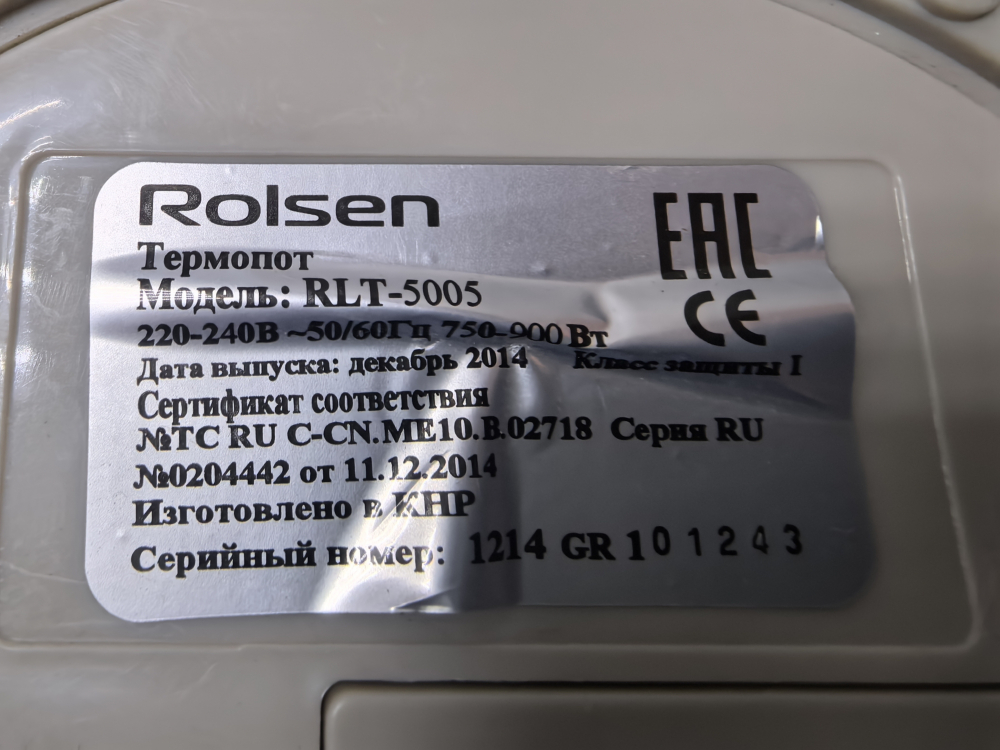 Rolsen
EAC
Термопот
Модель: RLT-5005
CE
220-240В ~50/60Гц 750-900 Вт
Дата выпуска: декабрь 2014 Класс защиты I
Сертификат соответствия
№ТС RU C-CN.ME10.B.02718 Серия RU
№0204442 от 11.12.2014
Изготовлено в КНР
Серийный номер: 1214 GR 101243